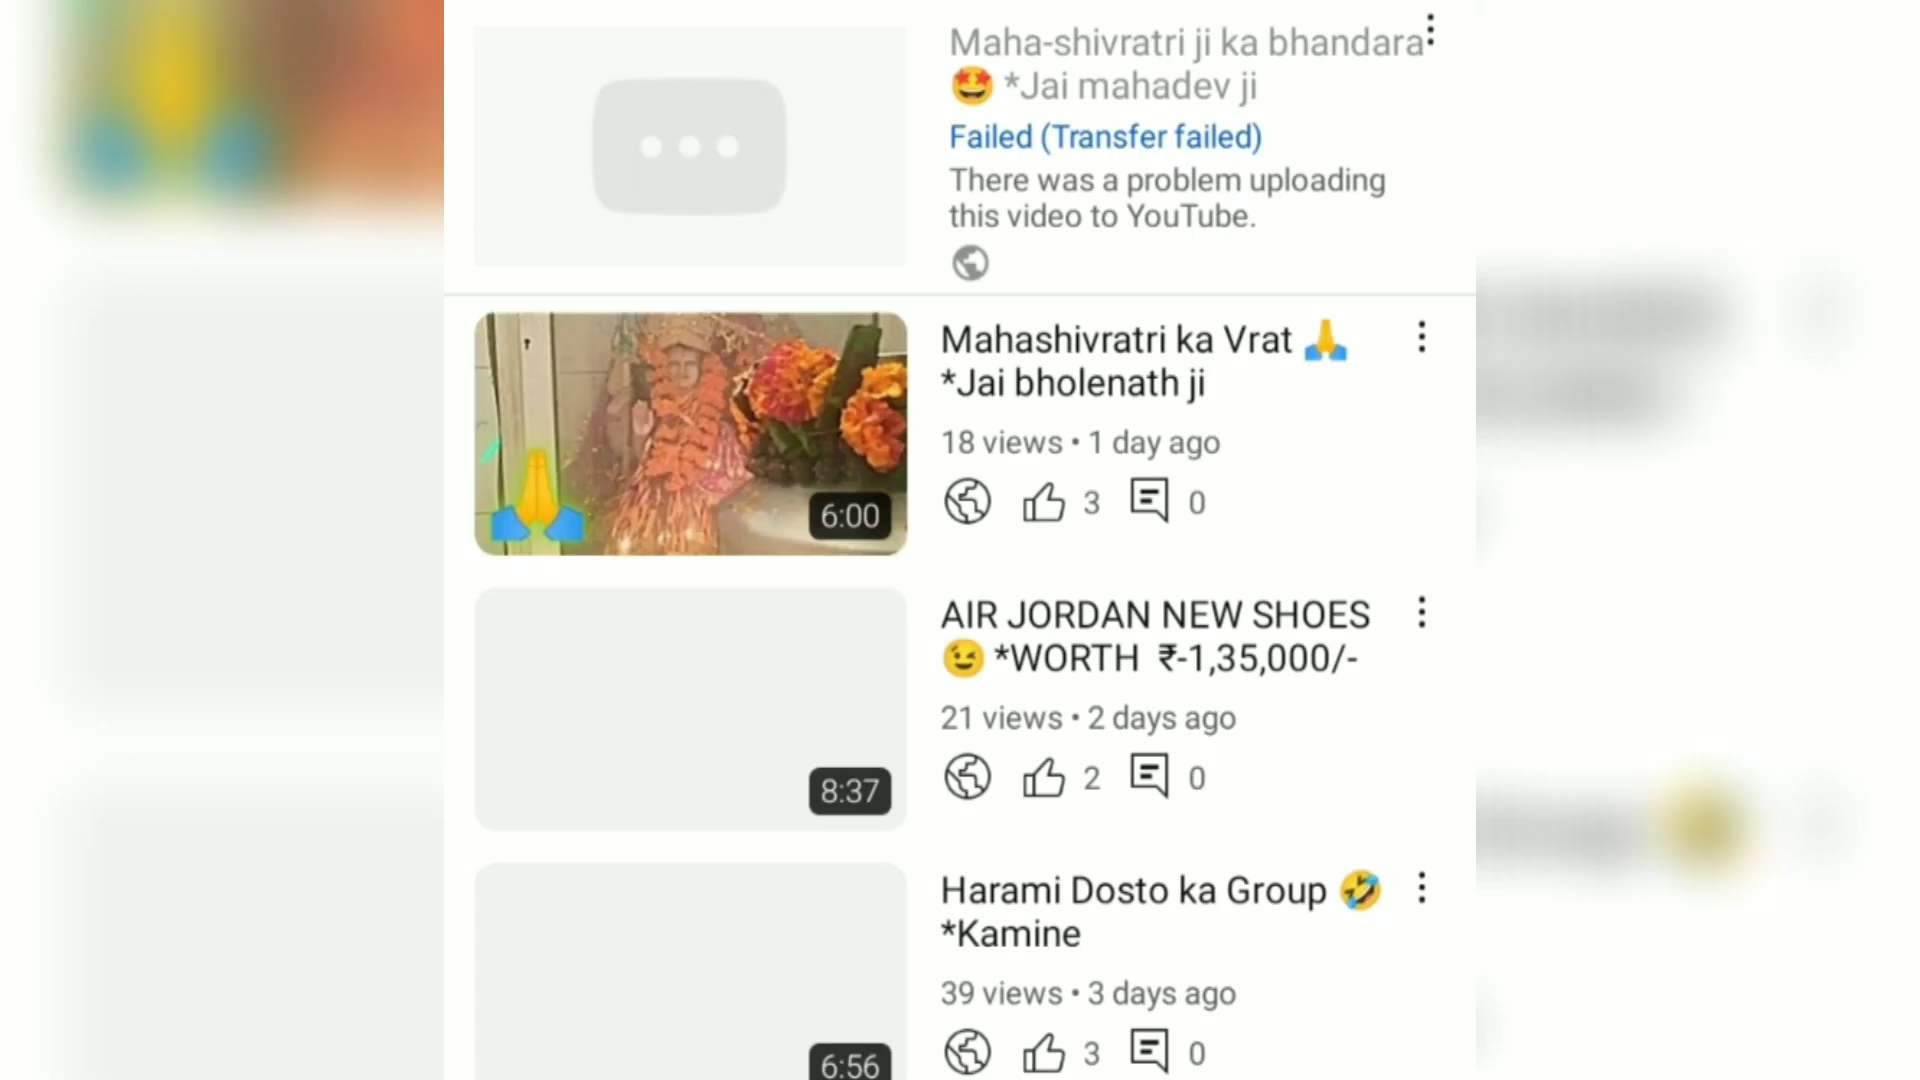 Maha-shivratri ji ka bhandara
🤩 *Jai mahadev ji
Failed (Transfer failed)
There was a problem uploading
this video to YouTube.
Mahashivratri ka Vrat 🙏
*Jai bholenath ji
18 views • 1 day ago
3 0
6:00
AIR JORDAN NEW SHOES
😉 *WORTH ₹-1,35,000/-
21 views • 2 days ago
2 0
8:37
Harami Dosto ka Group 🤣
*Kamine
39 views • 3 days ago
3 0
6:56